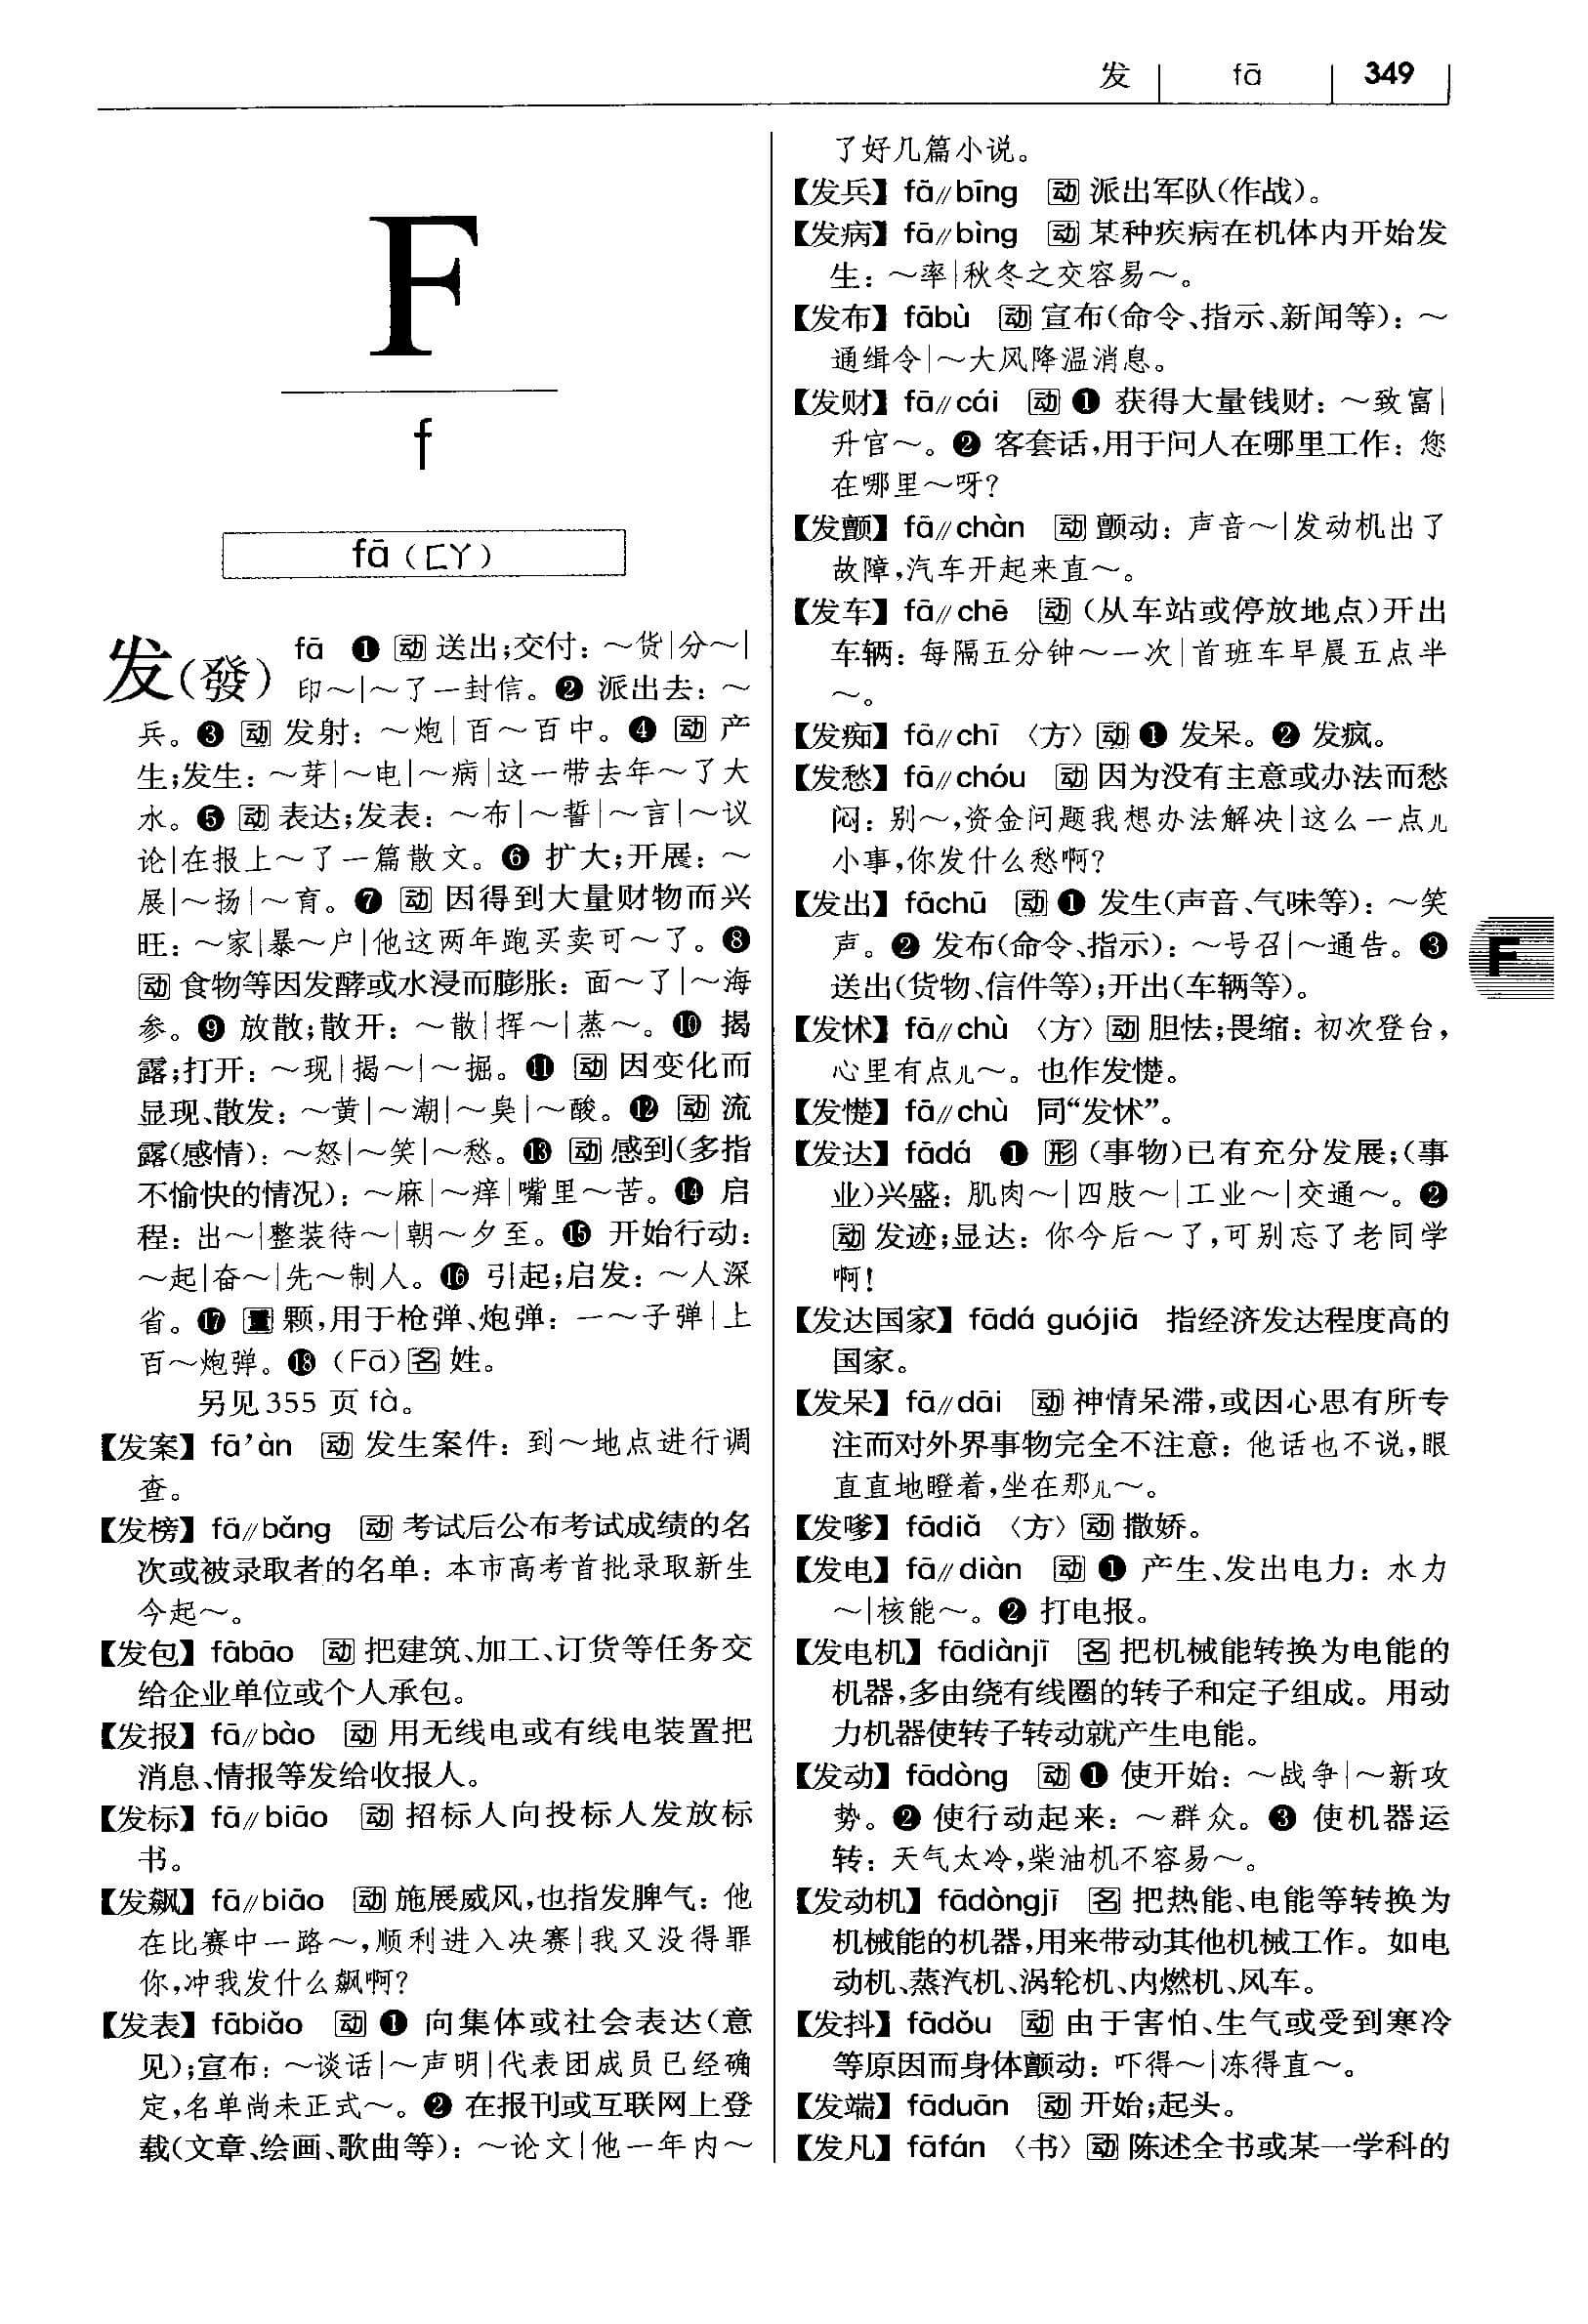 发 fā 349
F
f
fā（ㄈㄚ）
发（發） fā ❶ 动 送出；交付：～货|分～|
印～|～了一封信。❷ 派出去：～
兵。❸ 动 发射：～炮|百～百中。❹ 动 产
生；发生：～芽|～电|～病|这一带去年～了大
水。❺ 动 表达；发表：～布|～誓|～言|～议
论|在报上～了一篇散文。❻ 扩大；开展：～
展|～扬|～育。❼ 动 因得到大量财物而兴
旺：～家|暴～户|他这两年跑买卖可～了。❽
动 食物等因发酵或水浸而膨胀：面～了|～海
参。❾ 放散；散开：～散|挥～|蒸～。❿ 揭
露；打开：～现|揭～|～掘。⓫ 动 因变化而
显现、散发：～黄|～潮|～臭|～酸。⓬ 动 流
露（感情）：～怒|～笑|～愁。⓭ 动 感到（多指
不愉快的情况）：～麻|～痒|嘴里～苦。⓮ 启
程：出～|整装待～|朝～夕至。⓯ 开始行动：
～起|奋～|先～制人。⓰ 引起；启发：～人深
省。⓱ 量 颗，用于枪弹、炮弹：一～子弹|上
百～炮弹。⓲ （Fā）名 姓。
另见355 页 fà。
【发案】fā’àn 动 发生案件：到～地点进行调
查。
【发榜】fā∥bǎng 动 考试后公布考试成绩的名
次或被录取者的名单：本市高考首批录取新生
今起～。
【发包】fābāo 动 把建筑、加工、订货等任务交
给企业单位或个人承包。
【发报】fā∥bào 动 用无线电或有线电装置把
消息、情报等发给收报人。
【发标】fā∥biāo 动 招标人向投标人发放标
书。
【发飙】fā∥biāo 动 施展威风，也指发脾气：他
在比赛中一路～，顺利进入决赛|我又没得罪
你，冲我发什么飙啊？
【发表】fābiǎo 动 ❶ 向集体或社会表达（意
见）；宣布：～谈话|～声明|代表团成员已经确
定，名单尚未正式～。❷ 在报刊或互联网上登
载（文章、绘画、歌曲等）：～论文|他一年内～
了好几篇小说。
【发兵】fā∥bīng 动 派出军队（作战）。
【发病】fā∥bìng 动 某种疾病在机体内开始发
生：～率|秋冬之交容易～。
【发布】fābù 动 宣布（命令、指示、新闻等）：～
通缉令|～大风降温消息。
【发财】fā∥cái 动 ❶ 获得大量钱财：～致富|
升官～。❷ 客套话，用于问人在哪里工作：您
在哪里～呀？
【发颤】fā∥chàn 动 颤动：声音～|发动机出了
故障，汽车开起来直～。
【发车】fā∥chē 动 （从车站或停放地点）开出
车辆：每隔五分钟～一次|首班车早晨五点半
～。
【发痴】fā∥chī 〈方〉动 ❶ 发呆。❷ 发疯。
【发愁】fā∥chóu 动 因为没有主意或办法而愁
闷：别～，资金问题我想办法解决|这么一点儿
小事，你发什么愁啊？
【发出】fāchū 动 ❶ 发生（声音、气味等）：～笑
声。❷ 发布（命令、指示）：～号召|～通告。❸
送出（货物、信件等）；开出（车辆等）。
【发怵】fā∥chù 〈方〉动 胆怯；畏缩：初次登台，
心里有点儿～。也作发憷。
【发憷】fā∥chù 同“发怵”。
【发达】fādá ❶ 形 （事物）已有充分发展；（事
业）兴盛：肌肉～|四肢～|工业～|交通～。❷
动 发迹；显达：你今后～了，可别忘了老同学
啊！
【发达国家】fādá guójiā 指经济发达程度高的
国家。
【发呆】fā∥dāi 动 神情呆滞，或因心思有所专
注而对外界事物完全不注意：他话也不说，眼
直直地瞪着，坐在那儿～。
【发嗲】fādiǎ 〈方〉动 撒娇。
【发电】fā∥diàn 动 ❶ 产生、发出电力：水力
～|核能～。❷ 打电报。
【发电机】fādiànjī 名 把机械能转换为电能的
机器，多由绕有线圈的转子和定子组成。用动
力机器使转子转动就产生电能。
【发动】fādòng 动 ❶ 使开始：～战争|～新攻
势。❷ 使行动起来：～群众。❸ 使机器运
转：天气太冷，柴油机不容易～。
【发动机】fādòngjī 名 把热能、电能等转换为
机械能的机器，用来带动其他机械工作。如电
动机、蒸汽机、涡轮机、内燃机、风车。
【发抖】fādǒu 动 由于害怕、生气或受到寒冷
等原因而身体颤动：吓得～|冻得直～。
【发端】fāduān 动 开始；起头。
【发凡】fāfán 〈书〉动 陈述全书或某一学科的
F